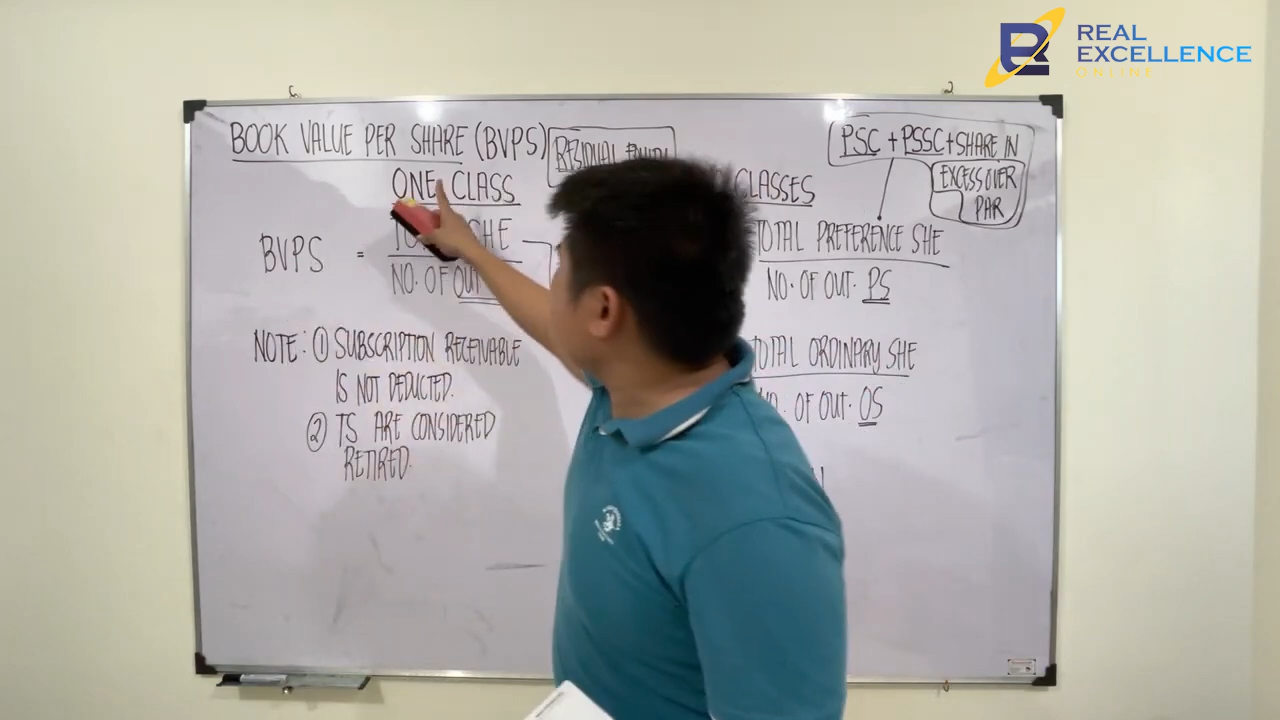 REAL
EXCELLENCE
ONLINE
BOOK VALUE PER SHARE (BVPS)
ONE CLASS
BVPS =
SHE
NO. OF OUT
NOTE: ① SUBSCRIPTION RECEIVABLE
IS NOT DEDUCTED.
② TS ARE CONSIDERED
RETIRED.
CLASSES
PSC + PSSC + SHARE IN
EXCESS OVER
PAR
TOTAL PREFERENCE SHE
NO. OF OUT. PS
TOTAL ORDINARY SHE
NO. OF OUT. OS